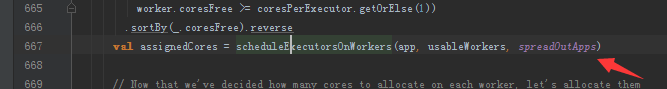 665 worker.coresFree >= coresPerExecutor.getOrElse(1))
666 .sortBy(_.coresFree).reverse
667 val assignedCores = scheduleExecutorsOnWorkers(app, usableWorkers, spreadOutApps)
668
669 // Now that we've decided how many cores to allocate on each worker, let's allocate them